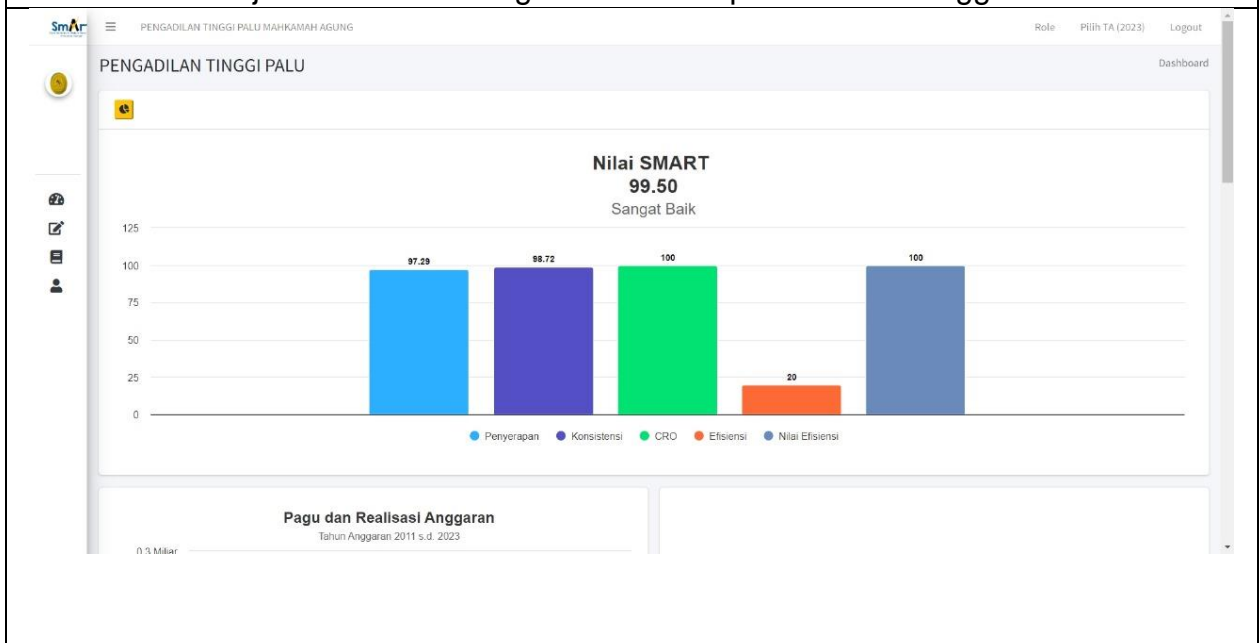 SmAr
PENGADILAN TINGGI PALU MAHKAMAH AGUNG
Role Pilih TA (2023) Logout
PENGADILAN TINGGI PALU
Dashboard
Nilai SMART
99.50
Sangat Baik
125
100
75
50
25
0
97.29
98.72
100
20
100
Penyerapan Konsistensi CRO Efisiensi Nilai Efisiensi
Pagu dan Realisasi Anggaran
Tahun Anggaran 2011 s.d. 2023
0.3 Miliar